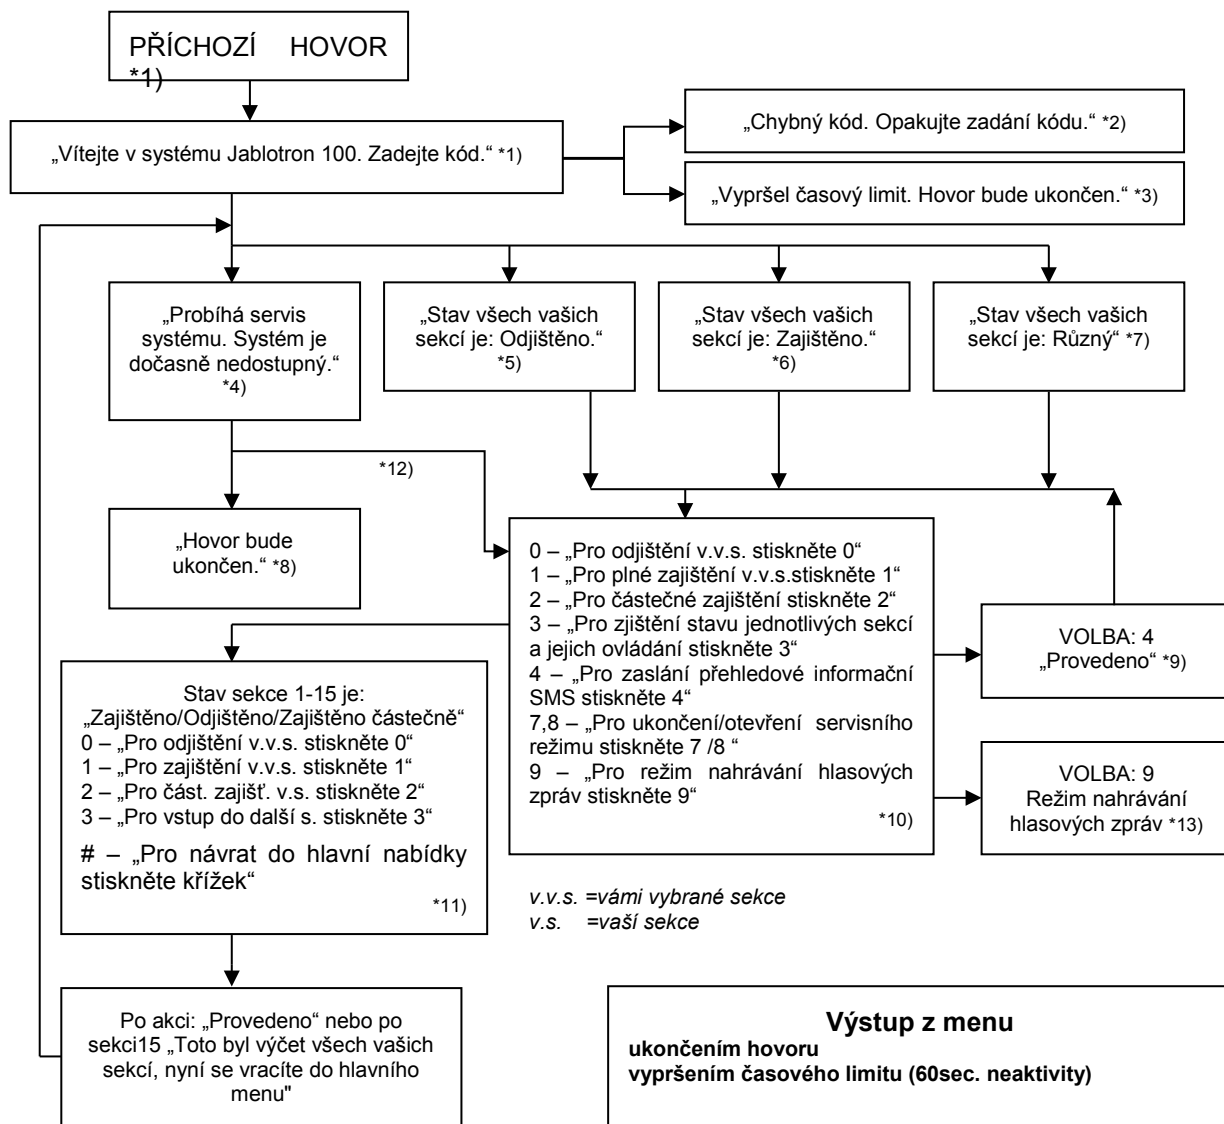 PŘÍCHOZÍ HOVOR
*1)
„Vítejte v systému Jablotron 100. Zadejte kód.“ *1)
„Chybný kód. Opakujte zadání kódu.“ *2)
„Vypršel časový limit. Hovor bude ukončen.“ *3)
„Probíhá servis
systému. Systém je
dočasně nedostupný.“
*4)
„Stav všech vašich
sekcí je: Odjištěno.“
*5)
„Stav všech vašich
sekcí je: Zajištěno.“
*6)
„Stav všech vašich
sekcí je: Různý“ *7)
*12)
„Hovor bude
ukončen.“ *8)
0 – „Pro odjištění v.v.s. stiskněte 0“
1 – „Pro plné zajištění v.v.s.stiskněte 1“
2 – „Pro částečné zajištění stiskněte 2“
3 – „Pro zjištění stavu jednotlivých sekcí
a jejich ovládání stiskněte 3“
4 – „Pro zaslání přehledové informační
SMS stiskněte 4“
7,8 – „Pro ukončení/otevření servisního
režimu stiskněte 7 /8 “
9 – „Pro režim nahrávání hlasových
zpráv stiskněte 9“
*10)
VOLBA: 4
„Provedeno“ *9)
VOLBA: 9
Režim nahrávání
hlasových zpráv *13)
Stav sekce 1-15 je:
„Zajištěno/Odjištěno/Zajištěno částečně“
0 – „Pro odjištění v.v.s. stiskněte 0“
1 – „Pro zajištění v.v.s. stiskněte 1“
2 – „Pro část. zajišť. v.s. stiskněte 2“
3 – „Pro vstup do další s. stiskněte 3“
# – „Pro návrat do hlavní nabídky
stiskněte křížek“
*11)
v.v.s. =vámi vybrané sekce
v.s. =vaší sekce
Po akci: „Provedeno“ nebo po
sekci15 „Toto byl výčet všech vašich
sekcí, nyní se vracíte do hlavního
menu"
Výstup z menu
ukončením hovoru
vypršením časového limitu (60sec. neaktivity)